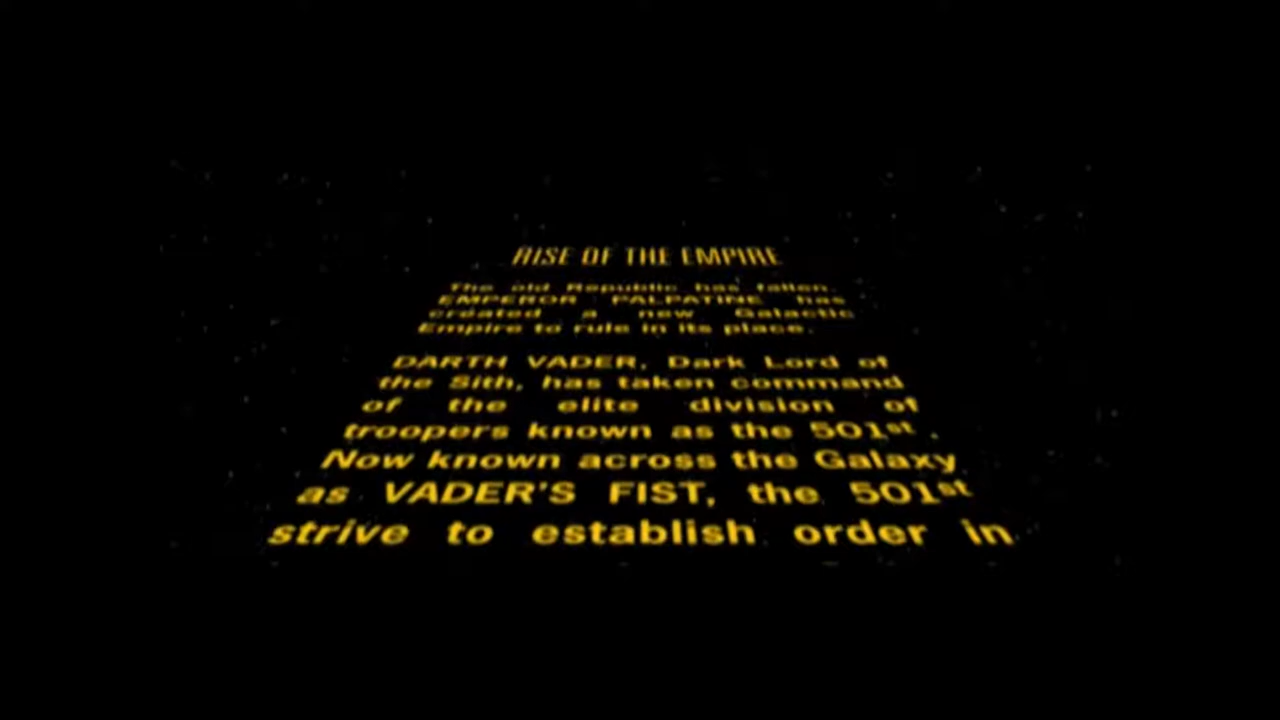 RISE OF THE EMPIRE
The old Republic has fallen.
EMPEROR PALPATINE has
created a new Galactic
Empire to rule in its place.
DARTH VADER, Dark Lord of
the Sith, has taken command
of the elite division of
troopers known as the 501st.
Now known across the Galaxy
as VADER'S FIST, the 501st
strive to establish order in